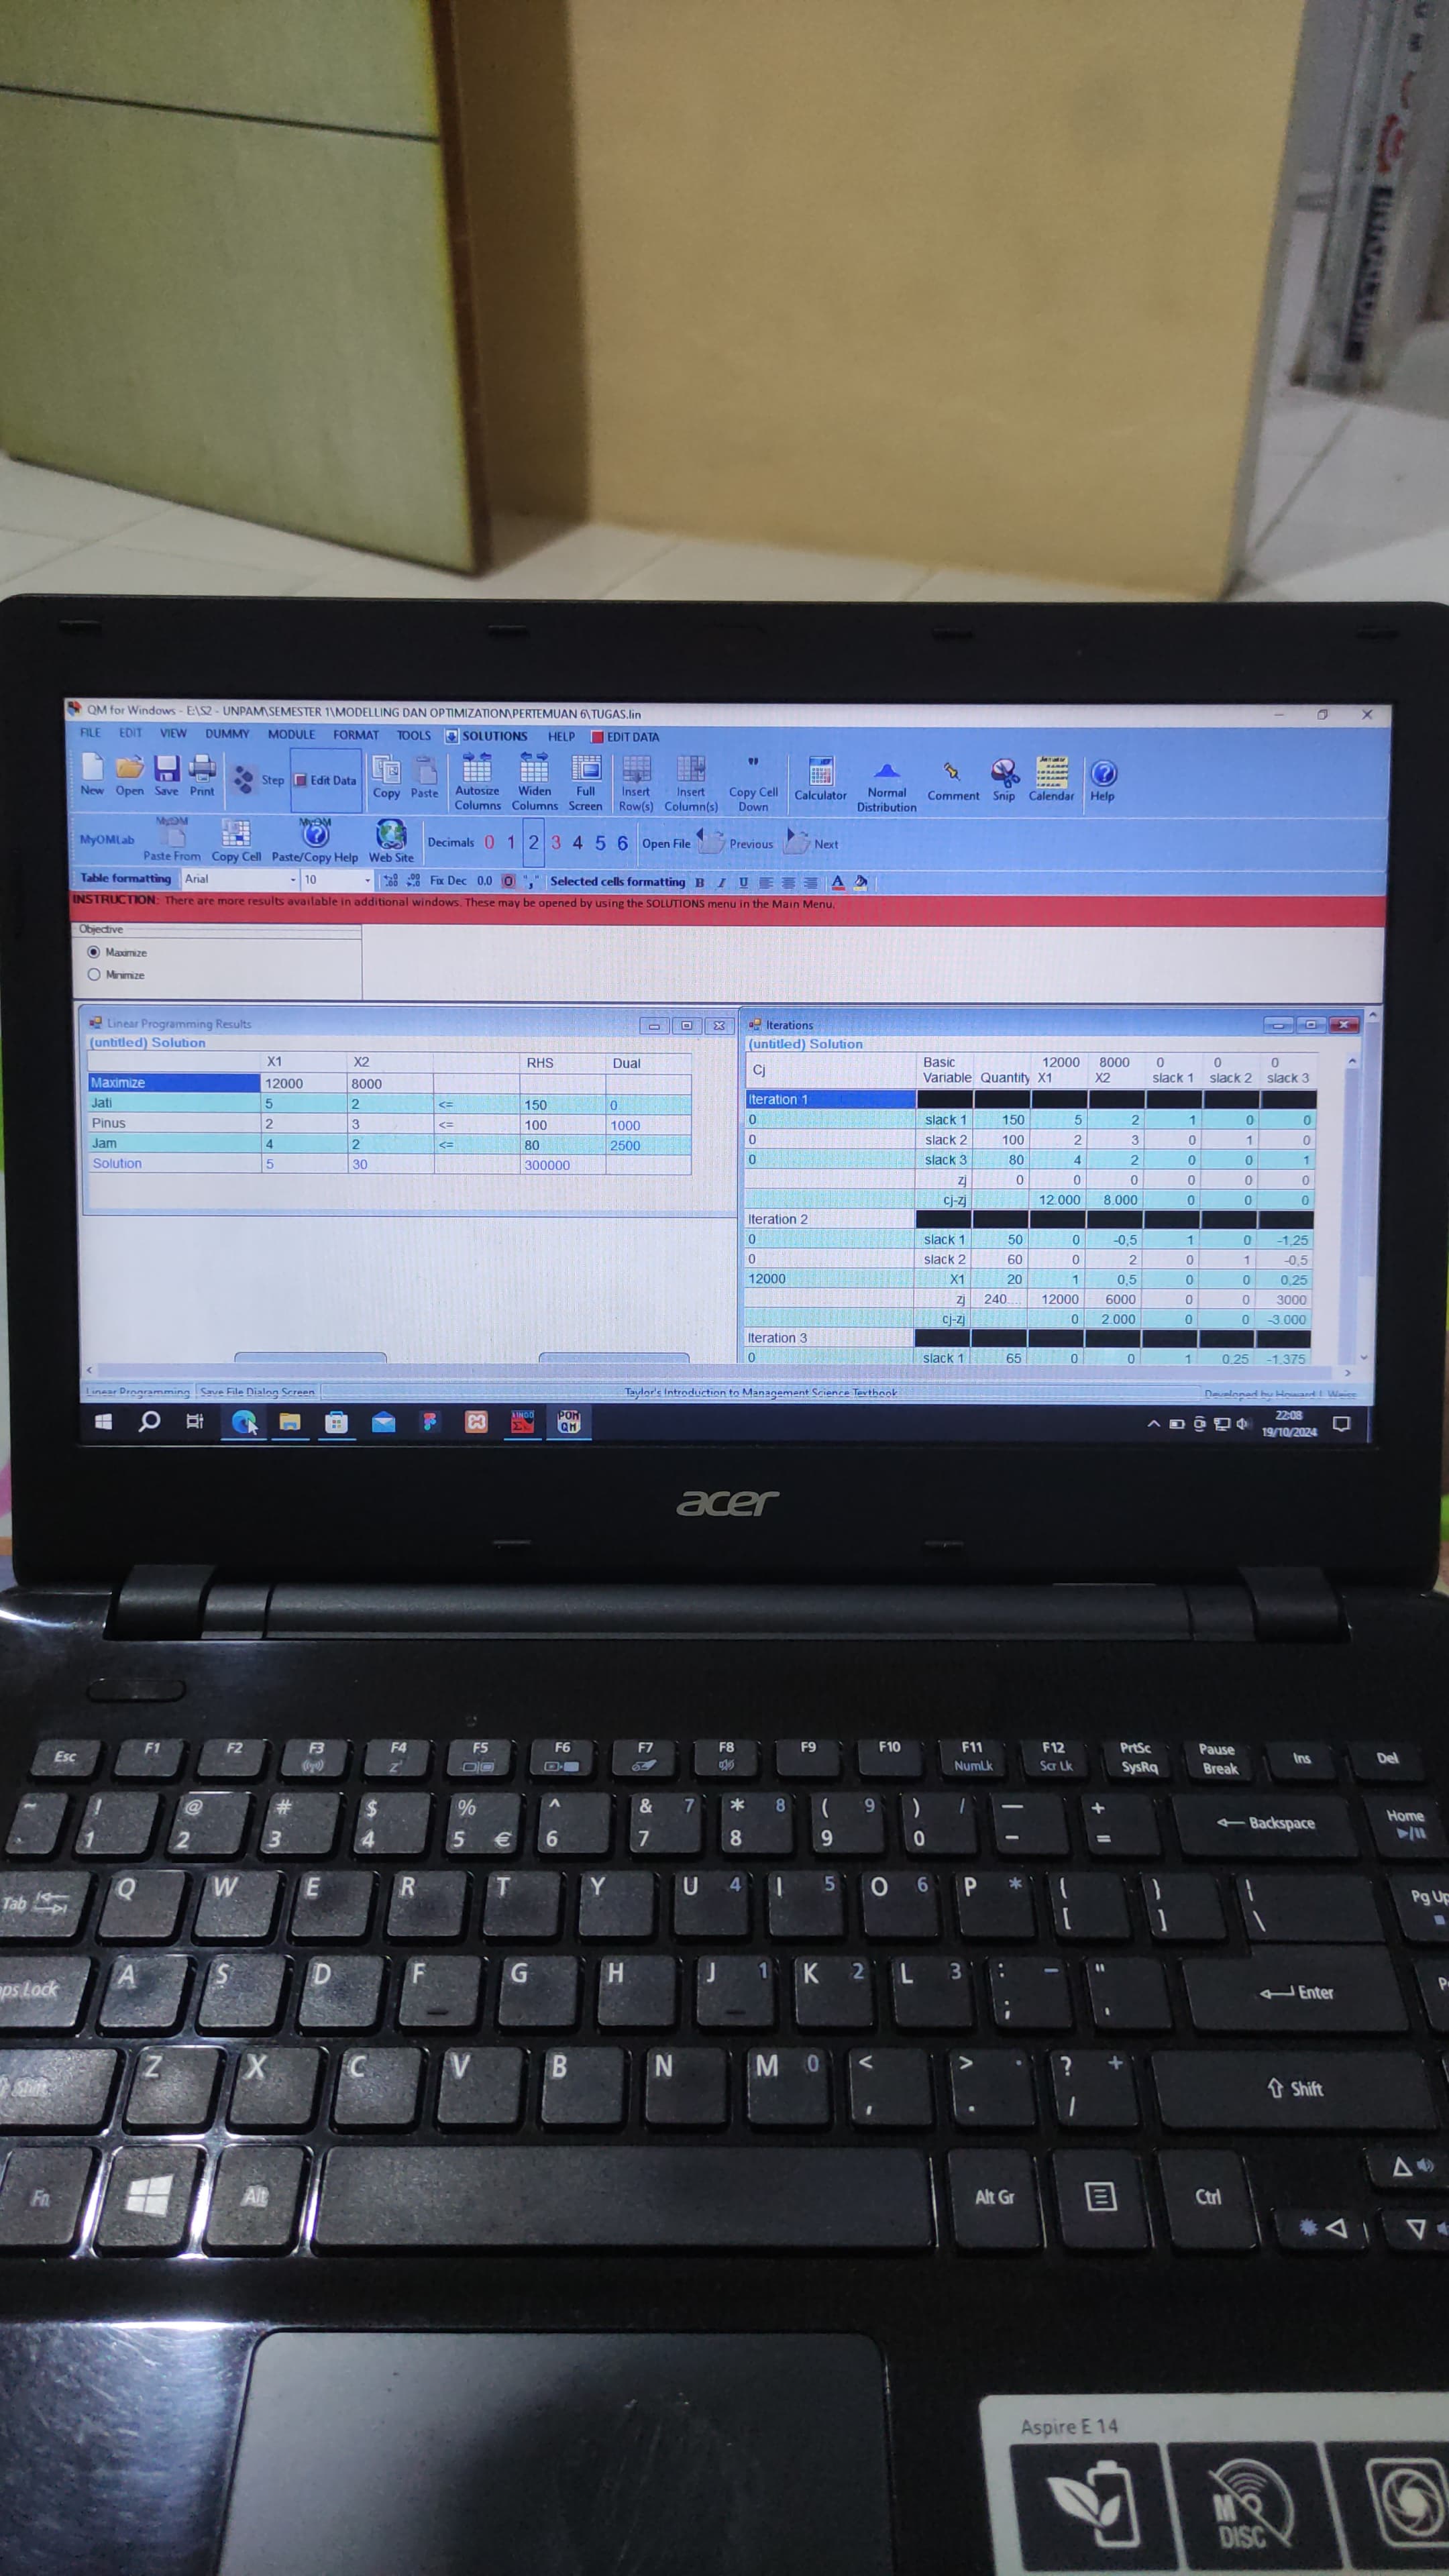 QM for Windows - E:\S2 - UNPAM\SEMESTER 1\MODELLING DAN OPTIMIZATION\PERTEMUAN 6\TUGAS.lin
FILE EDIT VIEW DUMMY MODULE FORMAT TOOLS SOLUTIONS HELP EDIT DATA
New Open Save Print Step Edit Data Copy Paste Autosize Columns Widen Columns Full Screen Insert Row(s) Insert Column(s) Copy Cell Down Calculator Normal Distribution Comment Snip Calendar Help
MyOMLab Paste From Copy Cell Paste/Copy Help Web Site Decimals 0 1 2 3 4 5 6 Open File Previous Next
Table formatting Arial 10 Fix Dec 0.0 0 "," Selected cells formatting B I U A
INSTRUCTION: There are more results available in additional windows. These may be opened by using the SOLUTIONS menu in the Main Menu.
Objective
Maximize
Minimize
Linear Programming Results
(untitled) Solution
X1 X2 RHS Dual
Maximize 12000 8000
Jati 5 2 <= 150 0
Pinus 2 3 <= 100 1000
Jam 4 2 <= 80 2500
Solution 5 30 300000
Iterations
(untitled) Solution
Cj Basic Variable Quantity 12000 X1 8000 X2 0 slack 1 0 slack 2 0 slack 3
Iteration 1
0 slack 1 150 5 2 1 0 0
0 slack 2 100 2 3 0 1 0
0 slack 3 80 4 2 0 0 1
zj 0 0 0 0 0 0
cj-zj 12.000 8.000 0 0 0
Iteration 2
0 slack 1 50 0 -0,5 1 0 -1,25
0 slack 2 60 0 2 0 1 -0,5
12000 X1 20 1 0,5 0 0 0,25
zj 240... 12000 6000 0 0 3000
cj-zj 0 2.000 0 0 -3.000
Iteration 3
0 slack 1 65 0 0 1 0,25 -1,375
Linear Programming Save File Dialog Screen Taylor's Introduction to Management Science Textbook Developed by Howard J. Weiss
LINGO POM QM
22:08
19/10/2024
acer
Esc F1 F2 F3 F4 F5 F6 F7 F8 F9 F10 F11 NumLk F12 Scr Lk PrtSc SysRq Pause Break Ins Del
~ ` ! 1 @ 2 # 3 $ 4 % 5 € ^ 6 & 7 7 * 8 8 ( 9 9 ) 0 / — - + = Backspace Home
Tab Q W E R T Y U 4 I 5 O 6 P * { [ } ] | \ Pg Up
ps Lock A S D F G H J 1 K 2 L 3 : ; - " ' Enter P
Shift Z X C V B N M 0 < , > . . ? / + Shift
Fn Alt Alt Gr Ctrl
Aspire E 14
M DISC